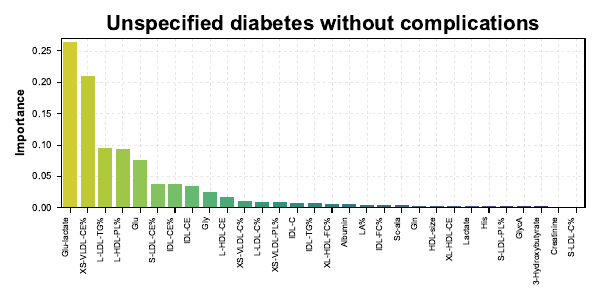 Unspecified diabetes without complications
Importance
0.25
0.20
0.15
0.10
0.05
0.00
Glu-lactate
XS-VLDL-CE%
L-LDL-TG%
L-HDL-PL%
Glu
S-LDL-CE%
IDL-CE%
IDL-CE
Gly
L-HDL-CE
XS-VLDL-C%
L-LDL-C%
XS-VLDL-PL%
IDL-C
IDL-TG%
XL-HDL-FC%
Albumin
LA%
IDL-FC%
Sc-ala
Gln
HDL-size
XL-HDL-CE
Lactate
His
S-LDL-PL%
GlycA
3-Hydroxybutyrate
Creatinine
S-LDL-C%